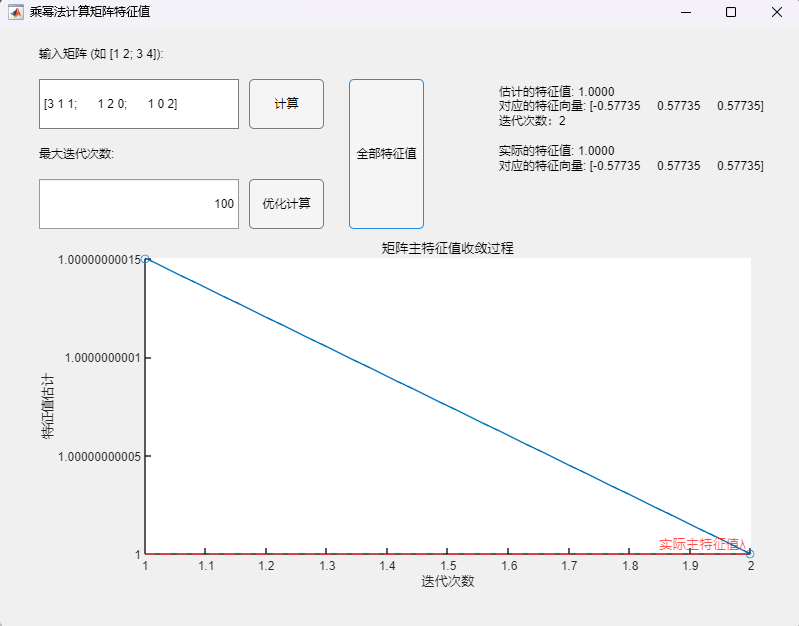 乘幂法计算矩阵特征值
输入矩阵 (如 [1 2; 3 4]):
[3 1 1; 1 2 0; 1 0 2]
计算
最大迭代次数:
100
优化计算
全部特征值
估计的特征值: 1.0000
对应的特征向量: [-0.57735 0.57735 0.57735]
迭代次数: 2
实际的特征值: 1.0000
对应的特征向量: [-0.57735 0.57735 0.57735]
矩阵主特征值收敛过程
1.00000000015
1.0000000001
1.00000000005
1
特征值估计
实际主特征值λ
1 1.1 1.2 1.3 1.4 1.5 1.6 1.7 1.8 1.9 2
迭代次数